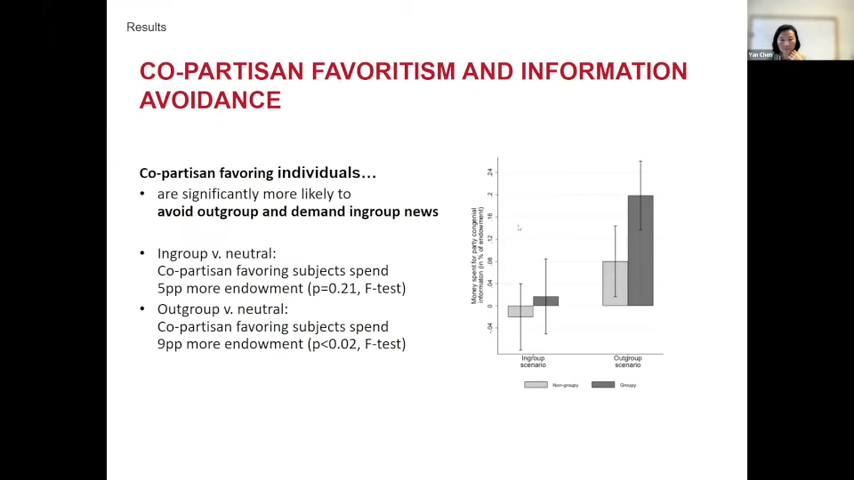 Results
CO-PARTISAN FAVORITISM AND INFORMATION
AVOIDANCE
Co-partisan favoring individuals…
• are significantly more likely to
avoid outgroup and demand ingroup news
• Ingroup v. neutral:
Co-partisan favoring subjects spend
5pp more endowment (p=0.21, F-test)
• Outgroup v. neutral:
Co-partisan favoring subjects spend
9pp more endowment (p<0.02, F-test)
Money spent for party congenial
information (in % of endowment)
.24
.2
.16
.12
.08
.04
0
-.04
Ingroup
scenario
Outgroup
scenario
Non-groupy
Groupy
Yan Chen